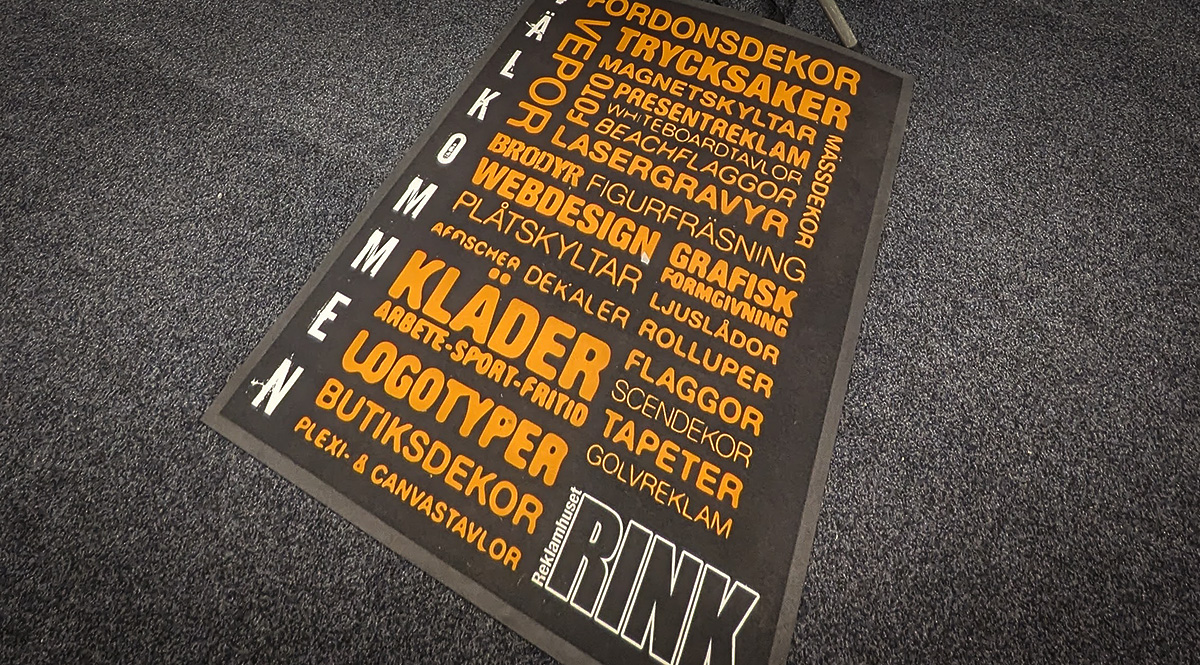 VÄLKOMMEN
FORDONSDEKOR
VEPOR
TRYCKSAKER
MAGNETSKYLTAR
FOTO
PRESENTREKLAM
WHITEBOARDTAVLOR
BEACHFLAGGOR
MÄSSDEKOR
LASERGRAVYR
BRODYR FIGURFRÄSNING
WEBDESIGN
GRAFISK
FORMGIVNING
PLÅTSKYLTAR
AFFISCHER DEKALER
LJUSLÅDOR
KLÄDER
ARBETE-SPORT-FRITID
ROLLUPER
FLAGGOR
LOGOTYPER
SCENDEKOR
TAPETER
BUTIKSDEKOR
GOLVREKLAM
PLEXI- & CANVASTAVLOR
Reklamhuset
RINK